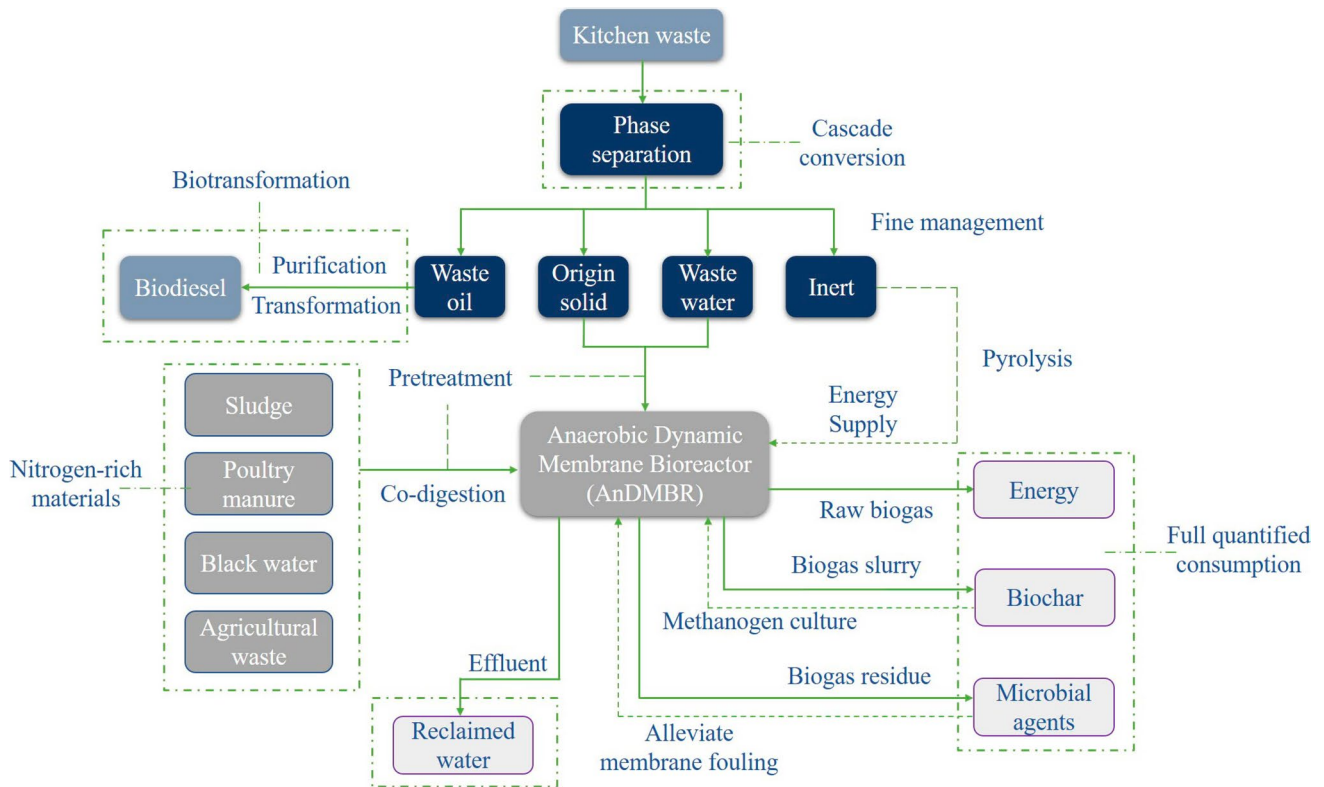 Kitchen waste
Phase
separation
Cascade
conversion
Biotransformation
Fine management
Biodiesel
Purification
Transformation
Waste
oil
Origin
solid
Waste
water
Inert
Pretreatment
Pyrolysis
Energy
Supply
Nitrogen-rich
materials
Sludge
Poultry
manure
Black water
Agricultural
waste
Co-digestion
Anaerobic Dynamic
Membrane Bioreactor
(AnDMBR)
Raw biogas
Energy
Full quantified
consumption
Biogas slurry
Biochar
Methanogen culture
Effluent
Biogas residue
Microbial
agents
Reclaimed
water
Alleviate
membrane fouling